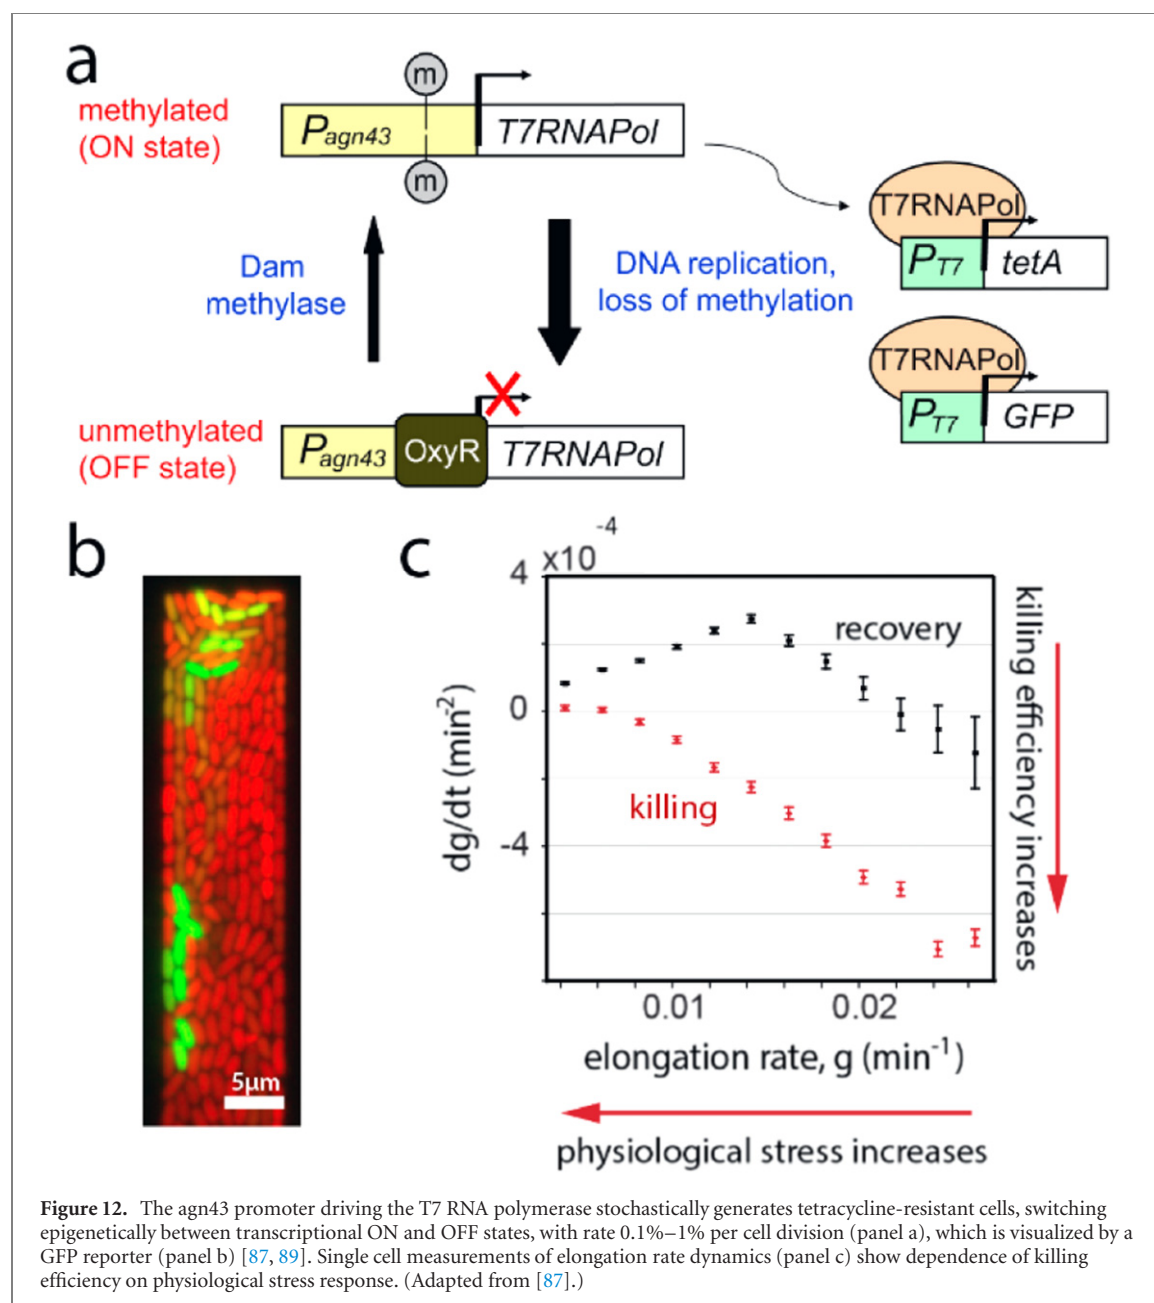 a
methylated
(ON state)
m
Pagn43
T7RNAPol
m
T7RNAPol
PT7
tetA
Dam
methylase
DNA replication,
loss of methylation
T7RNAPol
PT7
GFP
unmethylated
(OFF state)
Pagn43
OxyR
T7RNAPol
b
5μm
c
4
x10
-4
0
-4
dg/dt (min-2)
recovery
killing
killing efficiency increases
0.01
0.02
elongation rate, g (min-1)
physiological stress increases
Figure 12. The agn43 promoter driving the T7 RNA polymerase stochastically generates tetracycline-resistant cells, switching
epigenetically between transcriptional ON and OFF states, with rate 0.1%–1% per cell division (panel a), which is visualized by a
GFP reporter (panel b) [87, 89]. Single cell measurements of elongation rate dynamics (panel c) show dependence of killing
efficiency on physiological stress response. (Adapted from [87].)